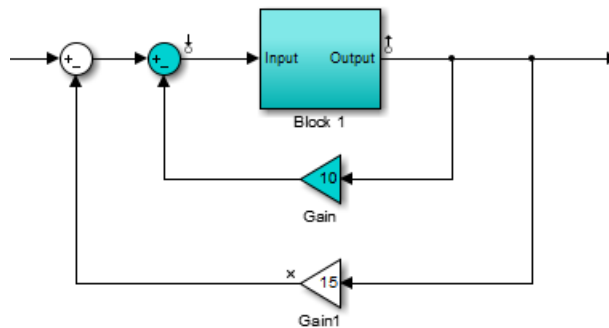 +
−
+
−
Input
Output
Block 1
10
Gain
×
15
Gain1